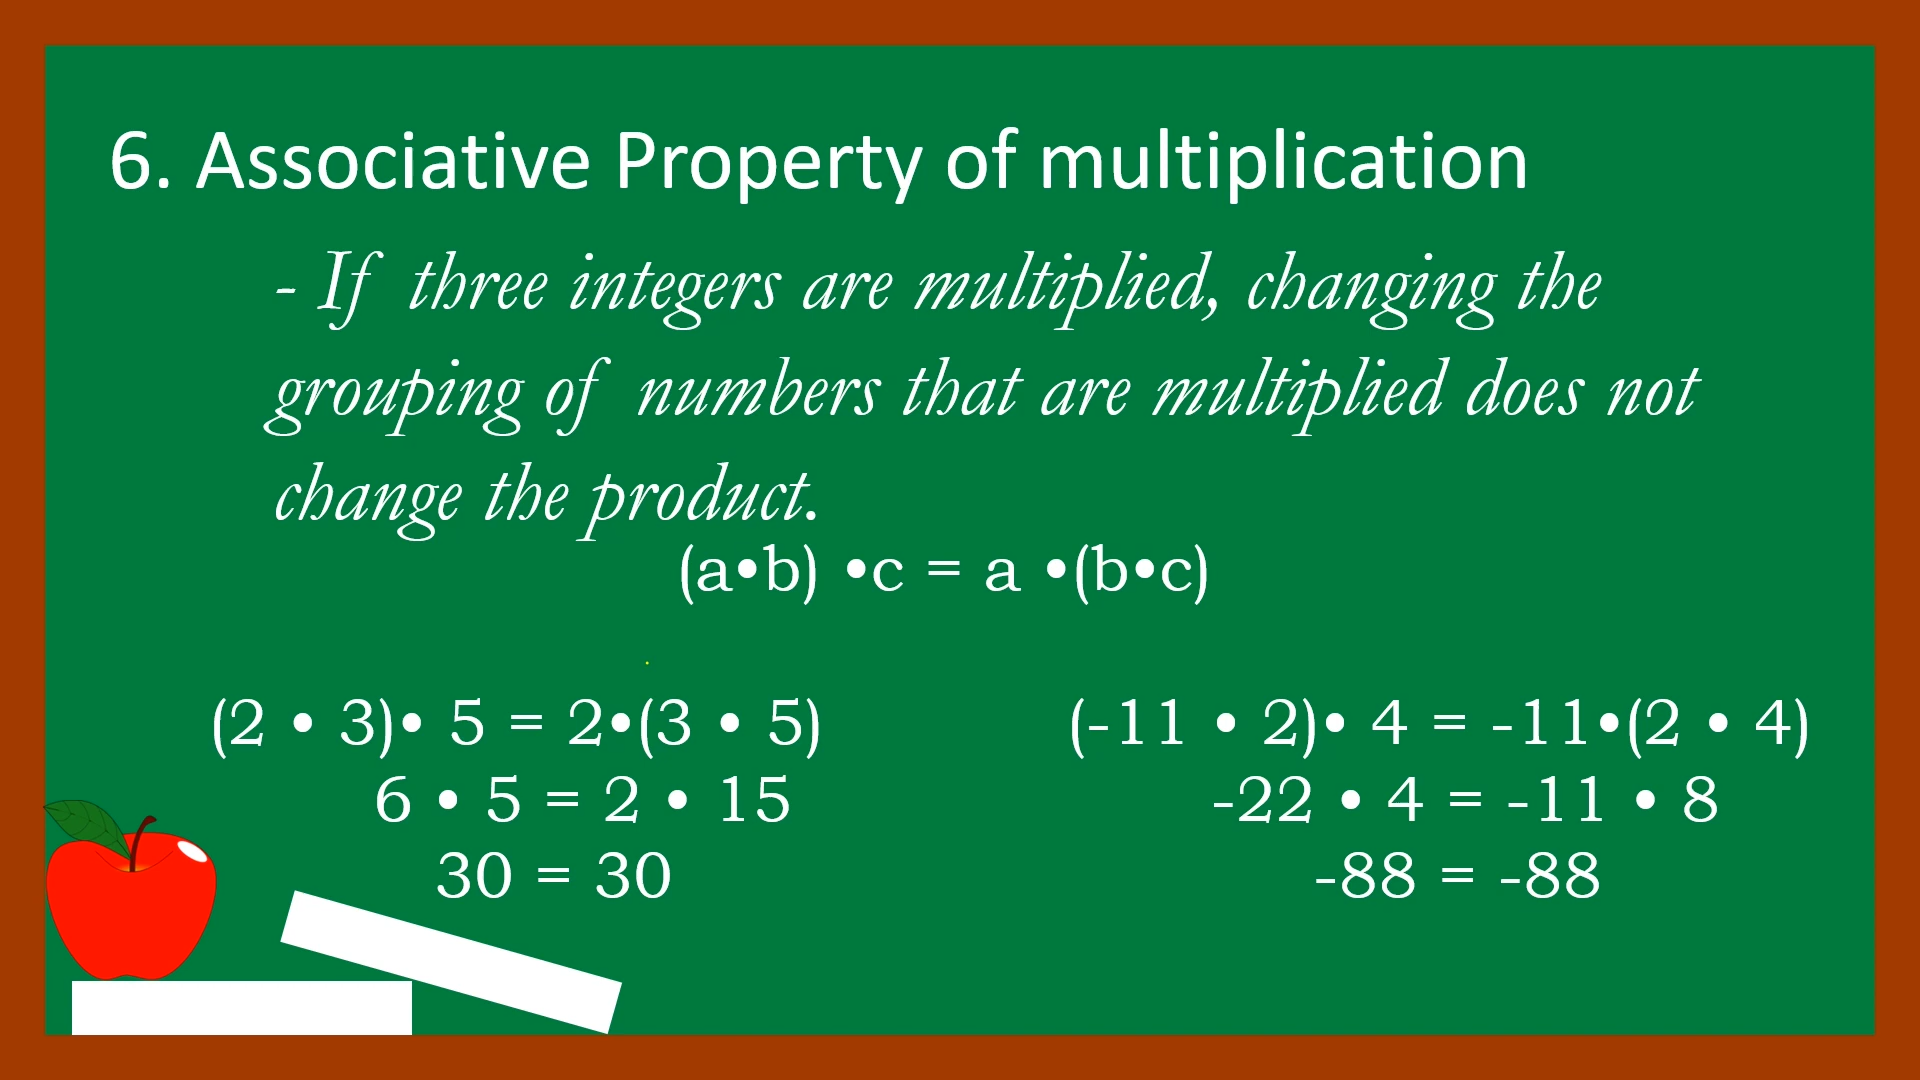 6. Associative Property of multiplication
- If three integers are multiplied, changing the
grouping of numbers that are multiplied does not
change the product.
(a•b) •c = a •(b•c)
(2 • 3)• 5 = 2•(3 • 5)
6 • 5 = 2 • 15
30 = 30
(-11 • 2)• 4 = -11•(2 • 4)
-22 • 4 = -11 • 8
-88 = -88